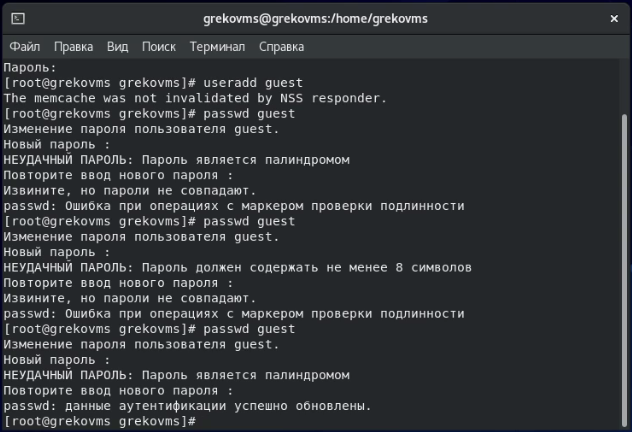 grekovms@grekovms:/home/grekovms
Файл Правка Вид Поиск Терминал Справка
Пароль:
[root@grekovms grekovms]# useradd guest
The memcache was not invalidated by NSS responder.
[root@grekovms grekovms]# passwd guest
Изменение пароля пользователя guest.
Новый пароль :
НЕУДАЧНЫЙ ПАРОЛЬ: Пароль является палиндромом
Повторите ввод нового пароля :
Извините, но пароли не совпадают.
passwd: Ошибка при операциях с маркером проверки подлинности
[root@grekovms grekovms]# passwd guest
Изменение пароля пользователя guest.
Новый пароль :
НЕУДАЧНЫЙ ПАРОЛЬ: Пароль должен содержать не менее 8 символов
Повторите ввод нового пароля :
Извините, но пароли не совпадают.
passwd: Ошибка при операциях с маркером проверки подлинности
[root@grekovms grekovms]# passwd guest
Изменение пароля пользователя guest.
Новый пароль :
НЕУДАЧНЫЙ ПАРОЛЬ: Пароль является палиндромом
Повторите ввод нового пароля :
passwd: данные аутентификации успешно обновлены.
[root@grekovms grekovms]#